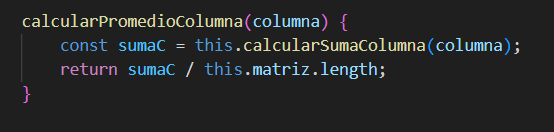 calcularPromedioColumna(columna) {
    const sumaC = this.calcularSumaColumna(columna);
    return sumaC / this.matriz.length;
}